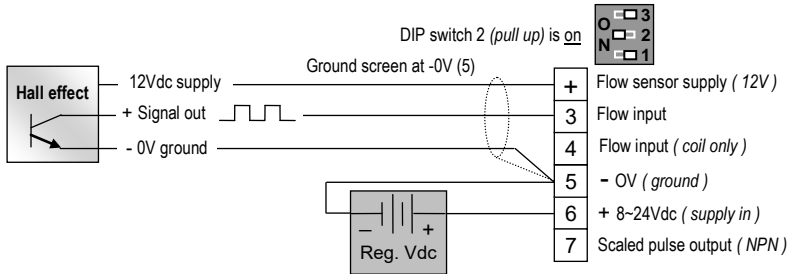 DIP switch 2 (pull up) is on
O
N
3
2
1
Ground screen at -0V (5)
Hall effect
12Vdc supply
+ Signal out
- 0V ground
+ Flow sensor supply ( 12V )
3 Flow input
4 Flow input ( coil only )
5 - OV ( ground )
6 + 8~24Vdc ( supply in )
7 Scaled pulse output ( NPN )
– +
Reg. Vdc